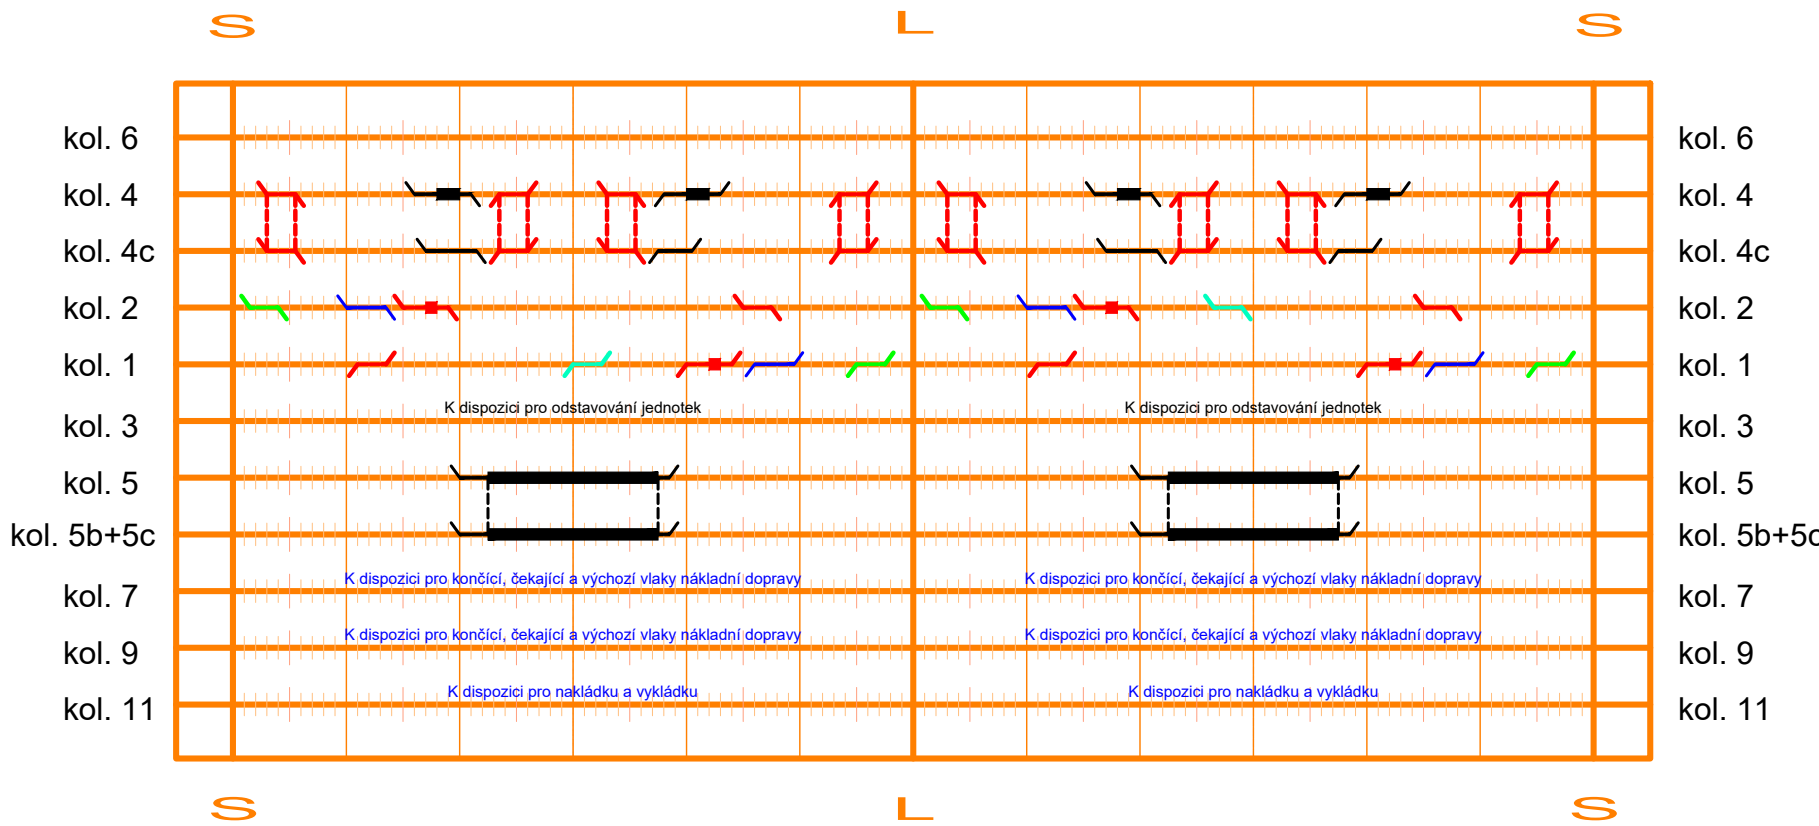 S L S
kol. 6 kol. 6
kol. 4 kol. 4
kol. 4c kol. 4c
kol. 2 kol. 2
kol. 1 kol. 1
K dispozici pro odstavování jednotek K dispozici pro odstavování jednotek
kol. 3 kol. 3
kol. 5 kol. 5
kol. 5b+5c kol. 5b+5c
K dispozici pro končící, čekající a výchozí vlaky nákladní dopravy K dispozici pro končící, čekající a výchozí vlaky nákladní dopravy
kol. 7 kol. 7
K dispozici pro končící, čekající a výchozí vlaky nákladní dopravy K dispozici pro končící, čekající a výchozí vlaky nákladní dopravy
kol. 9 kol. 9
K dispozici pro nakládku a vykládku K dispozici pro nakládku a vykládku
kol. 11 kol. 11
S L S